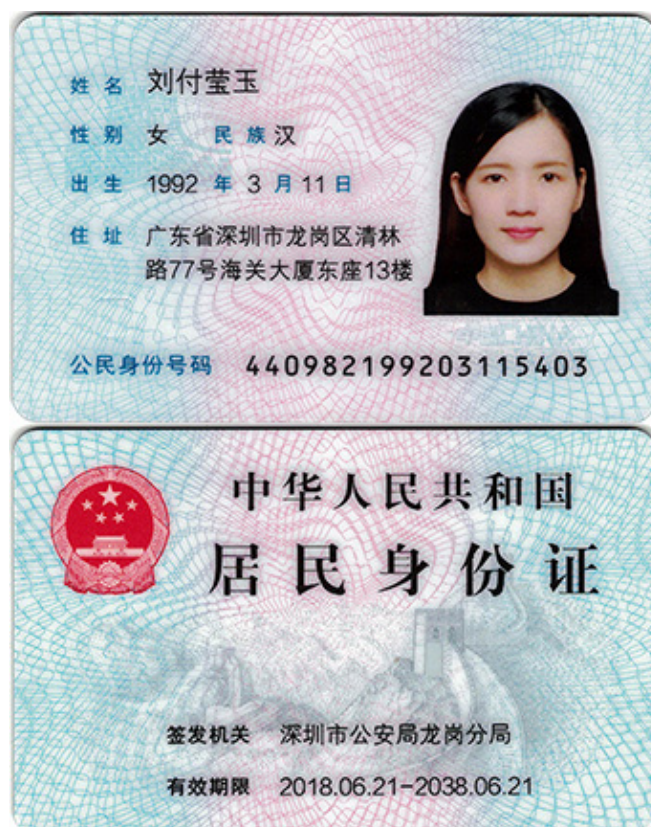 姓名 刘付莹玉
性别 女 民族 汉
出生 1992 年 3 月 11 日
住址 广东省深圳市龙岗区清林
路77号海关大厦东座13楼
公民身份号码 440982199203115403
中华人民共和国
居民身份证
签发机关 深圳市公安局龙岗分局
有效期限 2018.06.21-2038.06.21